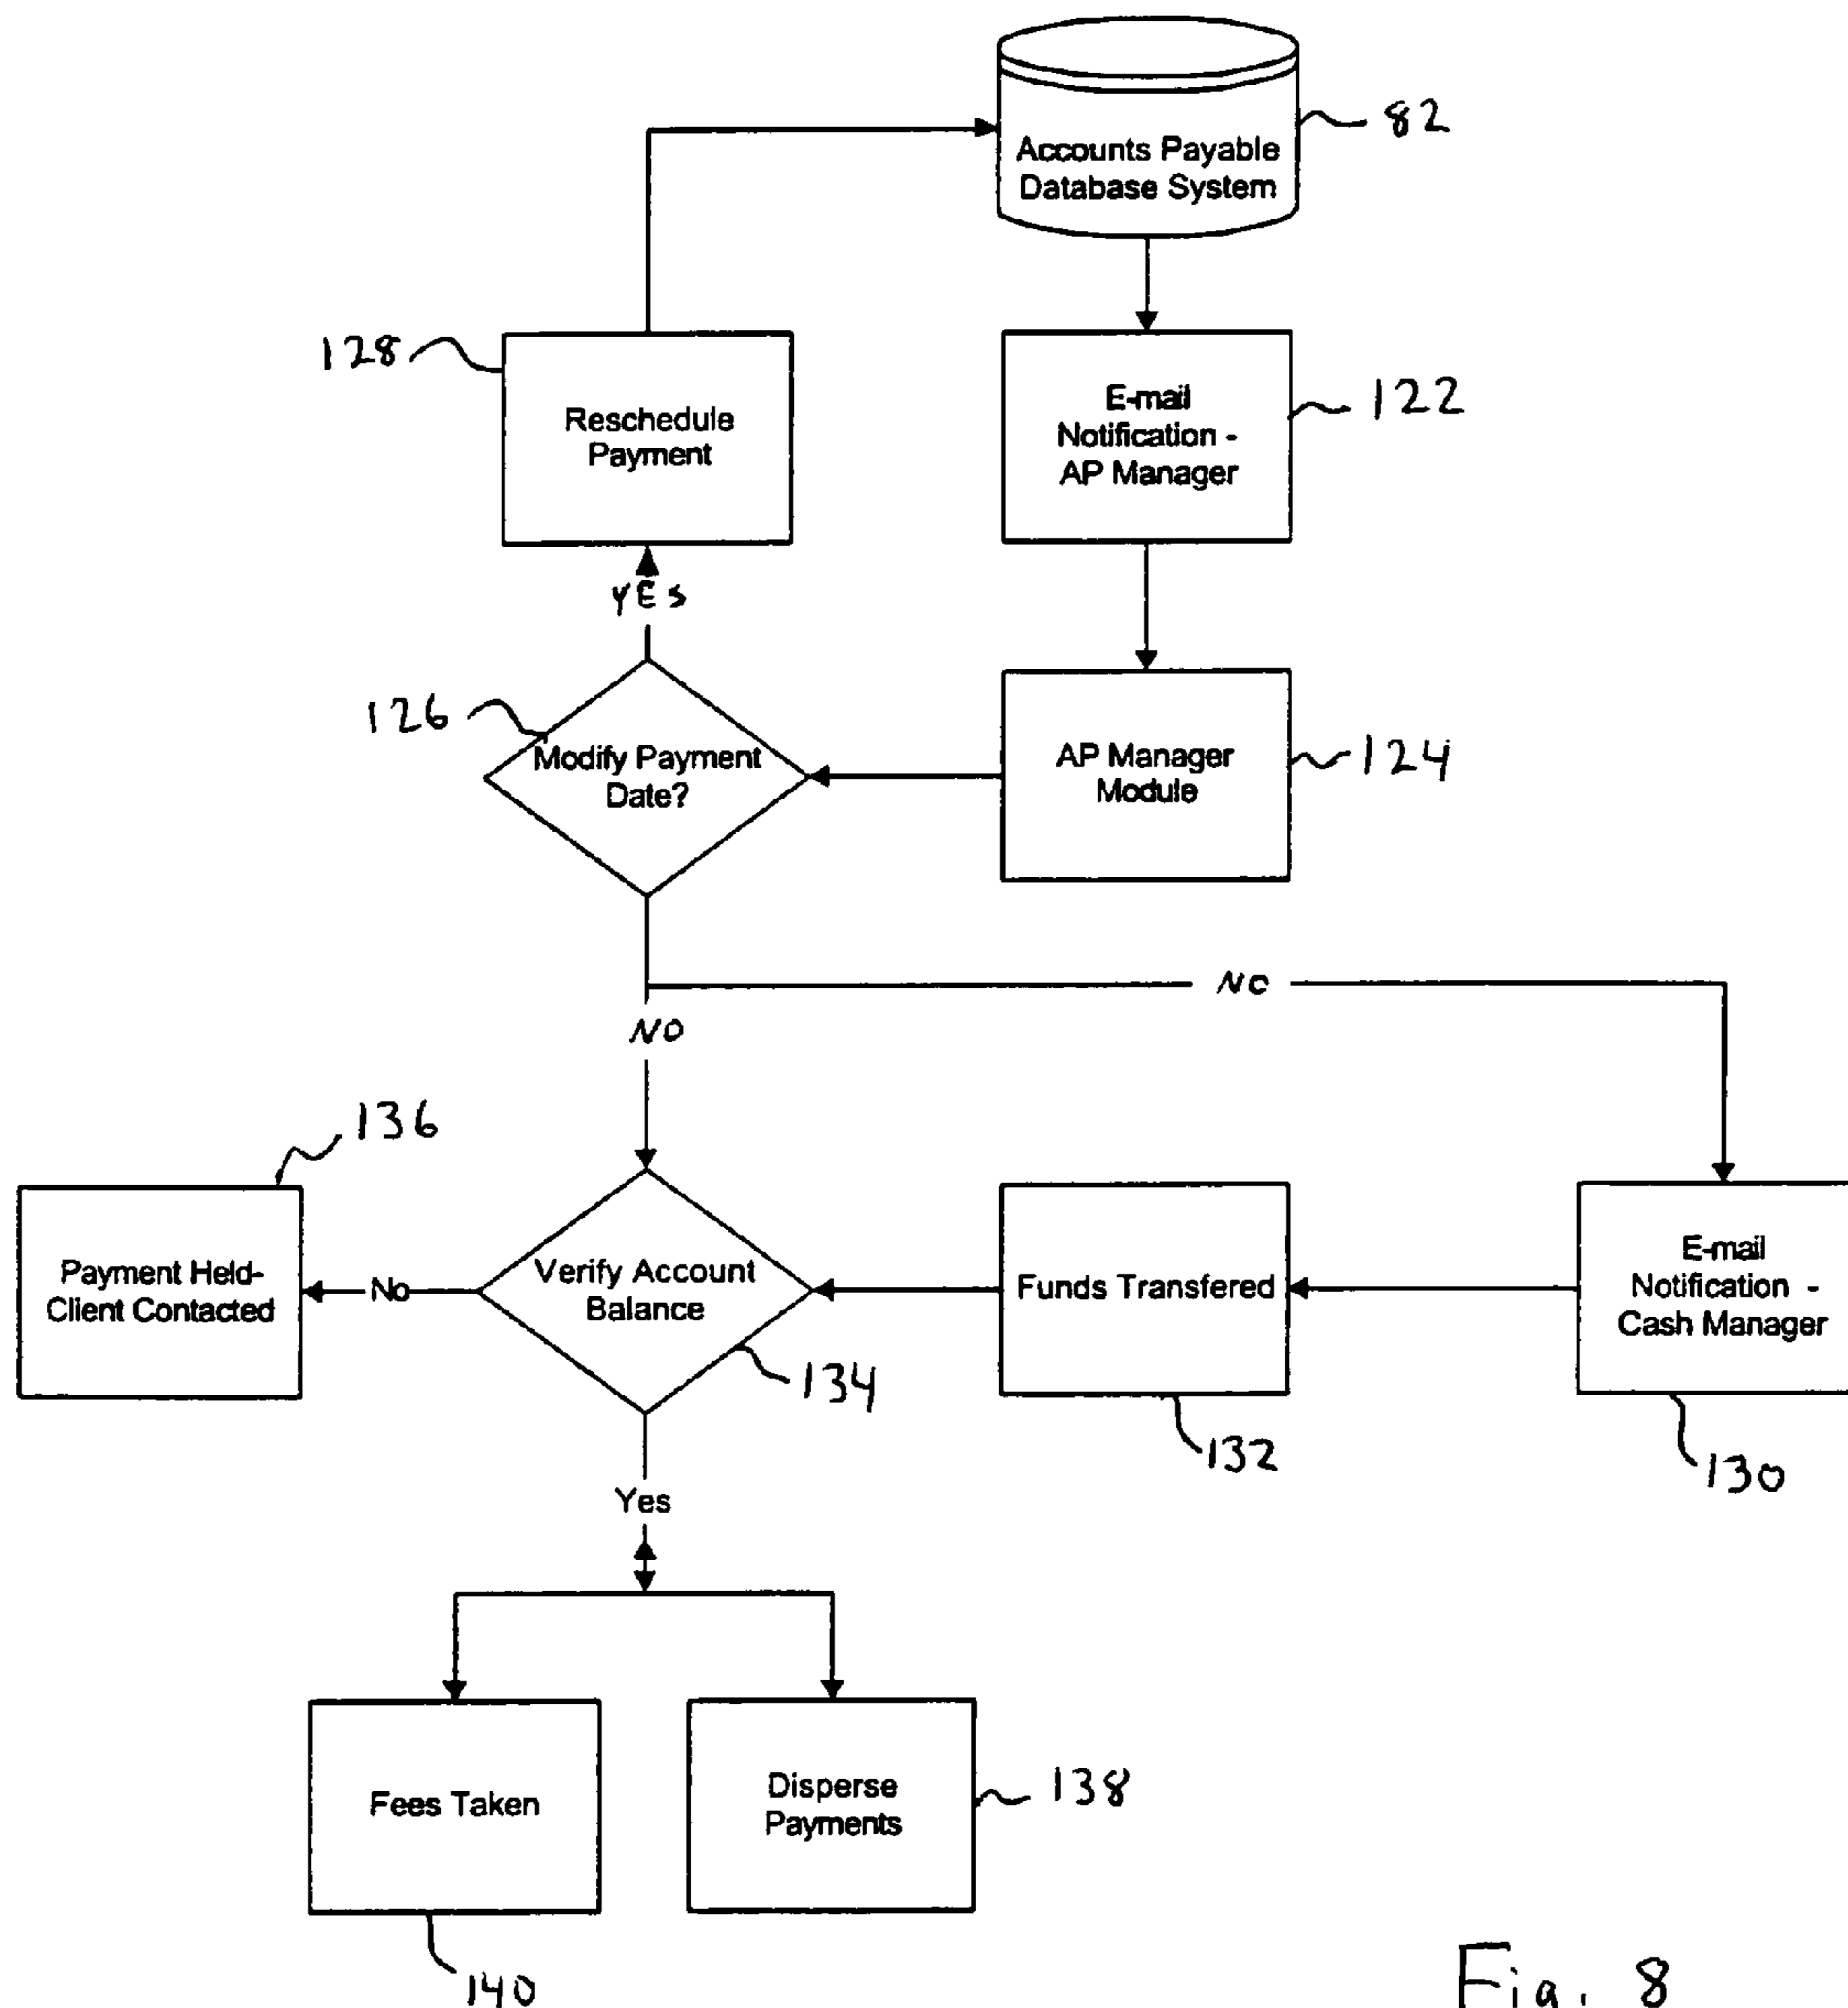 82
Accounts Payable
Database System
128
Reschedule
Payment
E-mail
Notification -
AP Manager
122
YES
126
Modify Payment
Date?
AP Manager
Module
124
NO
NO
136
Payment Held-
Client Contacted
No
Verify Account
Balance
134
Funds Transfered
132
E-mail
Notification -
Cash Manager
130
Yes
Fees Taken
140
Disperse
Payments
138
Fig. 8